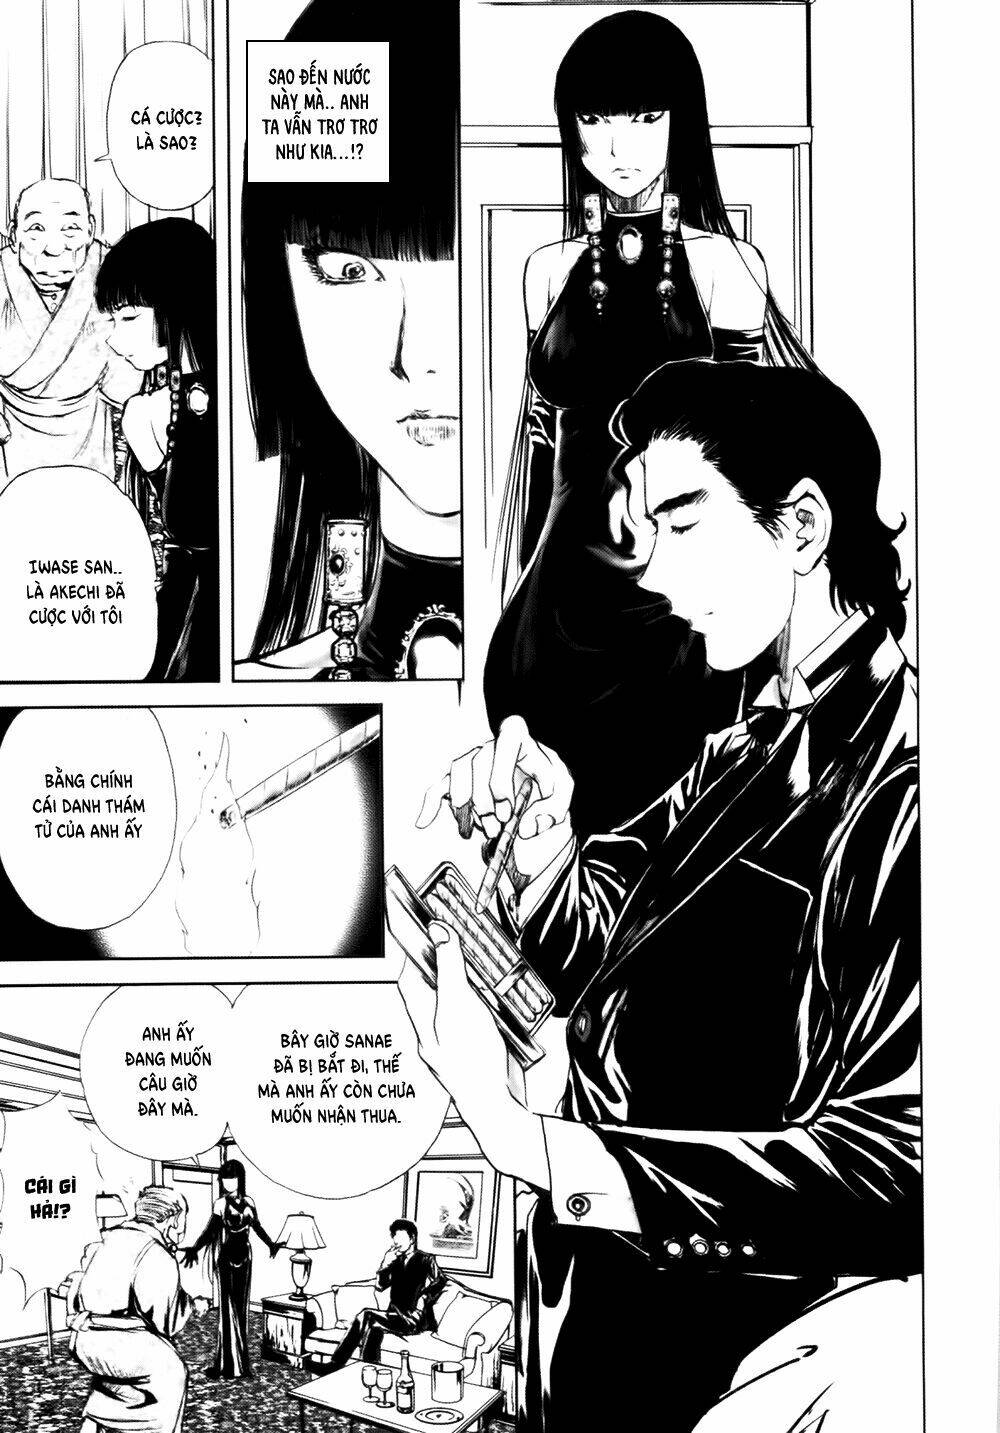 SAO ĐẾN NƯỚC
NÀY MÀ.. ANH
TA VẪN TRƠ TRƠ
NHƯ KIA...!?
CÁ CƯỢC?
LÀ SAO?
IWASE SAN..
LÀ AKECHI ĐÃ
CƯỢC VỚI TÔI
BẰNG CHÍNH
CÁI DANH THÁM
TỬ CỦA ANH ẤY
BÂY GIỜ SANAE
ĐÃ BỊ BẮT ĐI, THẾ
MÀ ANH ẤY CÒN CHƯA
MUỐN NHẬN THUA.
ANH ẤY
ĐANG MUỐN
CÂU GIỜ
ĐÂY MÀ.
CÁI GÌ
HẢ!?